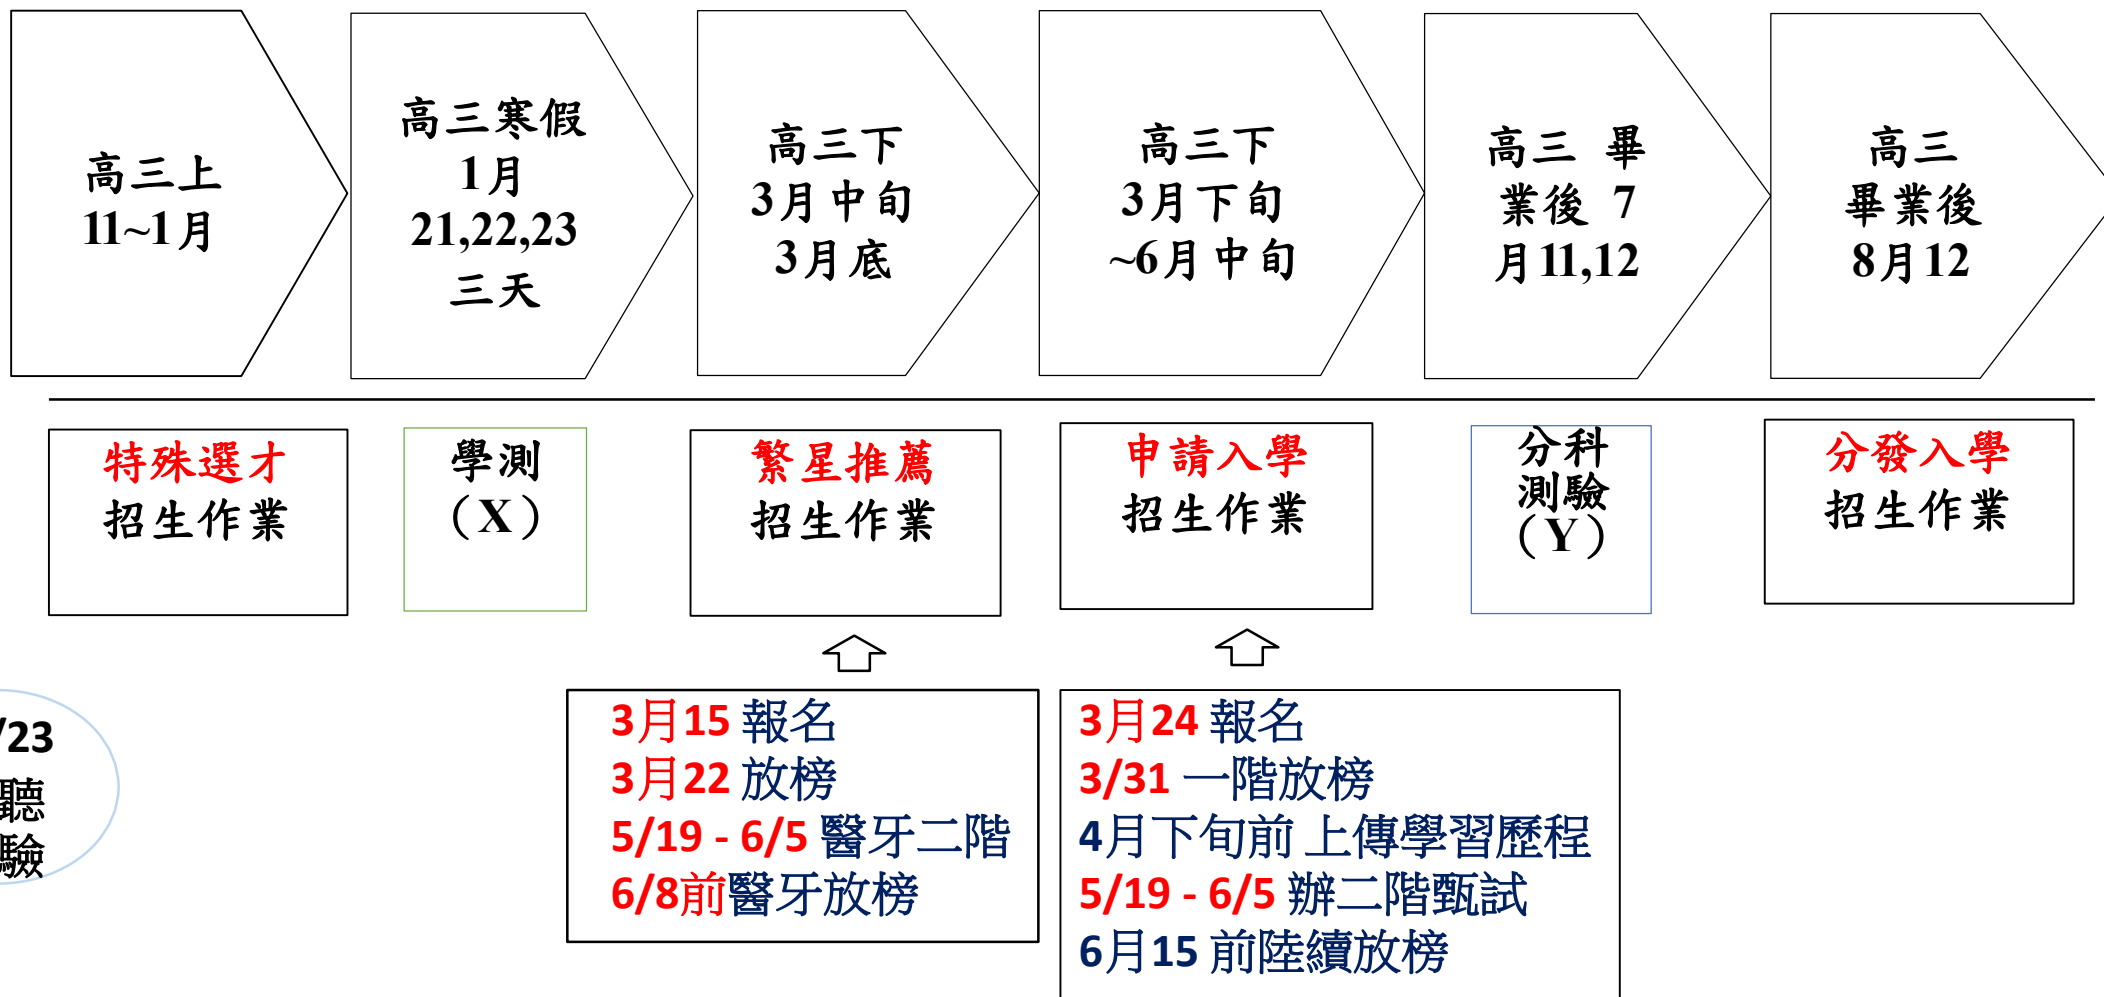 高三上
11~1月
高三寒假
1月
21,22,23
三天
高三下
3月中旬
3月底
高三下
3月下旬
~6月中旬
高三 畢
業後 7
月11,12
高三
畢業後
8月12
特殊選才
招生作業
學測
（X）
繁星推薦
招生作業
申請入學
招生作業
分科
測驗
（Y）
分發入學
招生作業
/23
聽
驗
3月15 報名
3月22 放榜
5/19 - 6/5 醫牙二階
6/8前醫牙放榜
3月24 報名
3/31 一階放榜
4月下旬前 上傳學習歷程
5/19 - 6/5 辦二階甄試
6月15 前陸續放榜